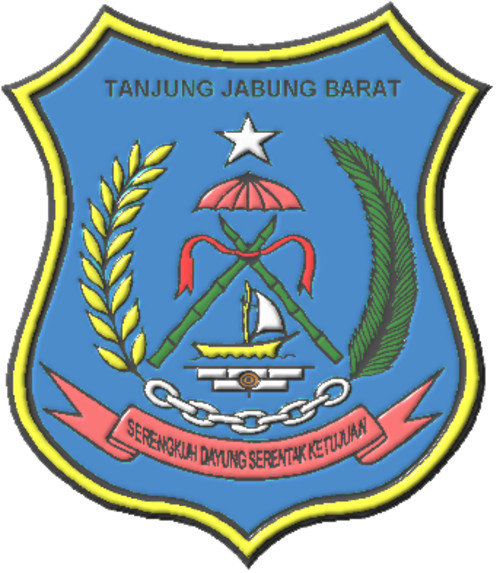 TANJUNG JABUNG BARAT
SERENGKUH DAYUNG SERENTAK KETUJUAN